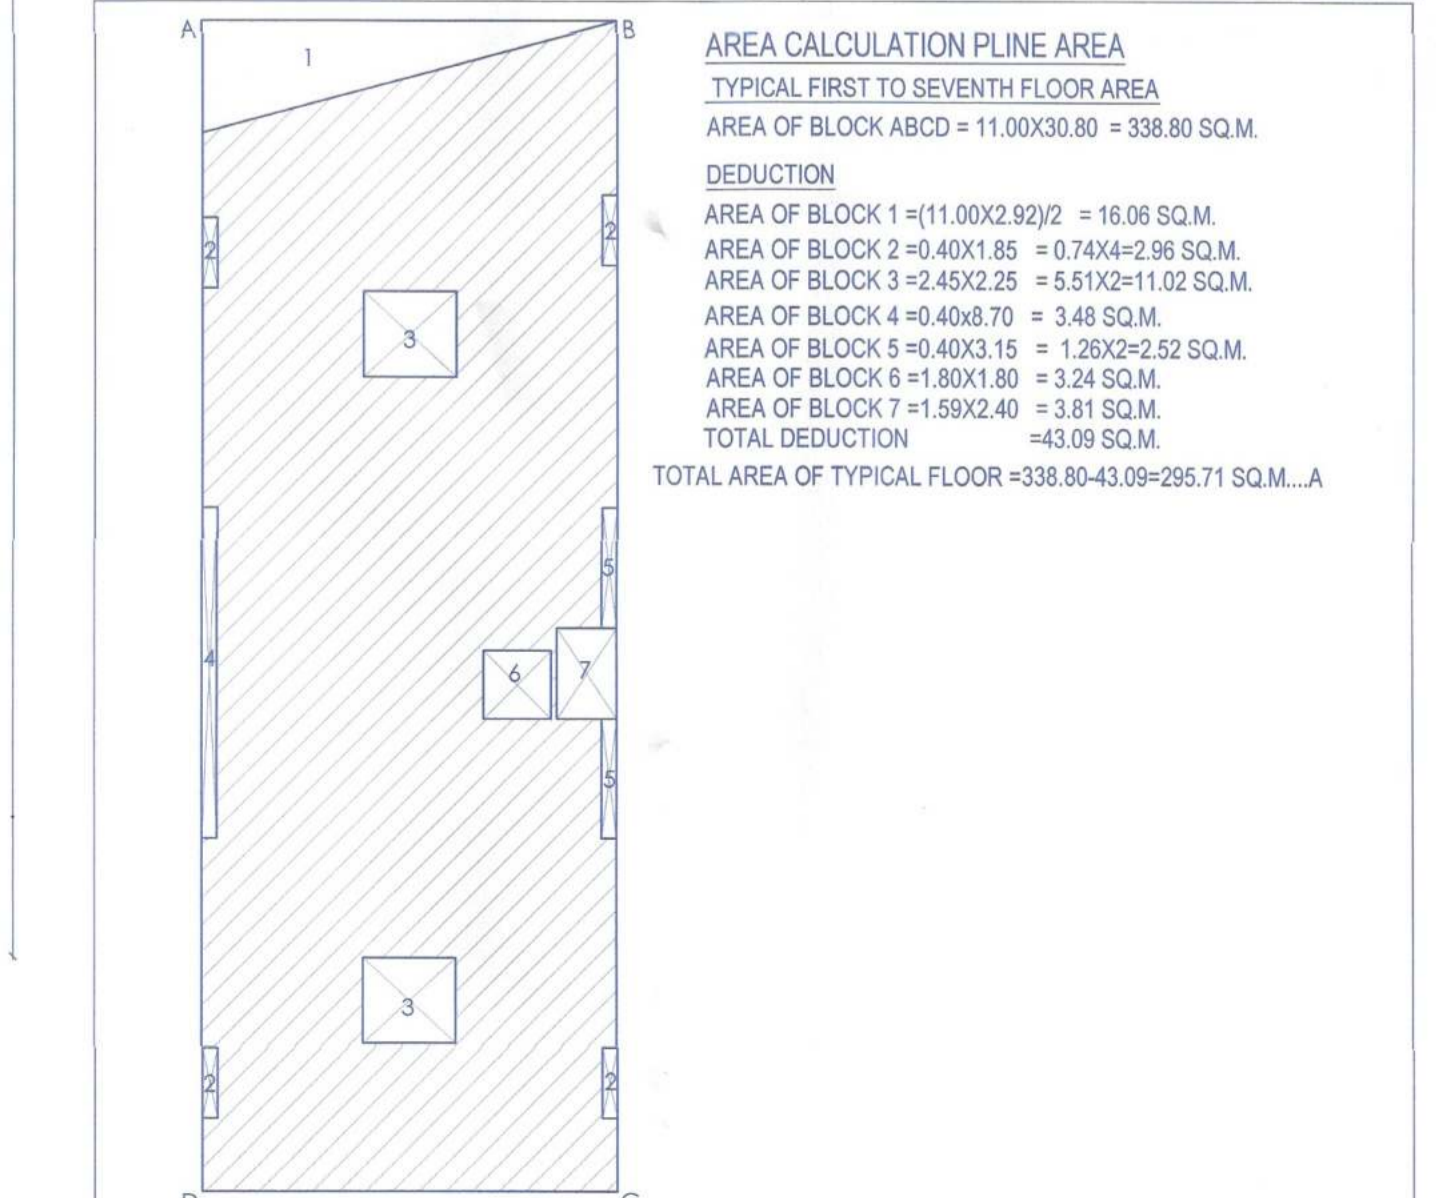 AREA CALCULATION PLINE AREA
TYPICAL FIRST TO SEVENTH FLOOR AREA
AREA OF BLOCK ABCD = 11.00X30.80 = 338.80 SQ.M.
DEDUCTION
AREA OF BLOCK 1 =(11.00X2.92)/2 = 16.06 SQ.M.
AREA OF BLOCK 2 =0.40X1.85 = 0.74X4=2.96 SQ.M.
AREA OF BLOCK 3 =2.45X2.25 = 5.51X2=11.02 SQ.M.
AREA OF BLOCK 4 =0.40x8.70 = 3.48 SQ.M.
AREA OF BLOCK 5 =0.40X3.15 = 1.26X2=2.52 SQ.M.
AREA OF BLOCK 6 =1.80X1.80 = 3.24 SQ.M.
AREA OF BLOCK 7 =1.59X2.40 = 3.81 SQ.M.
TOTAL DEDUCTION =43.09 SQ.M.
TOTAL AREA OF TYPICAL FLOOR =338.80-43.09=295.71 SQ.M....A
A
B
1
2
2
3
5
4
6
7
5
3
2
2